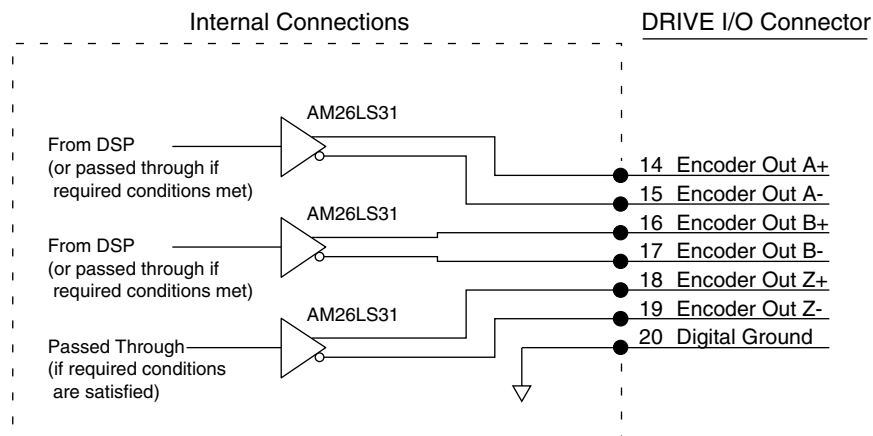 Internal Connections
DRIVE I/O Connector
AM26LS31
From DSP
(or passed through if
required conditions met)
14 Encoder Out A+
15 Encoder Out A-
AM26LS31
16 Encoder Out B+
From DSP
(or passed through if
required conditions met)
17 Encoder Out B-
18 Encoder Out Z+
AM26LS31
19 Encoder Out Z-
Passed Through
(if required conditions
are satisfied)
20 Digital Ground